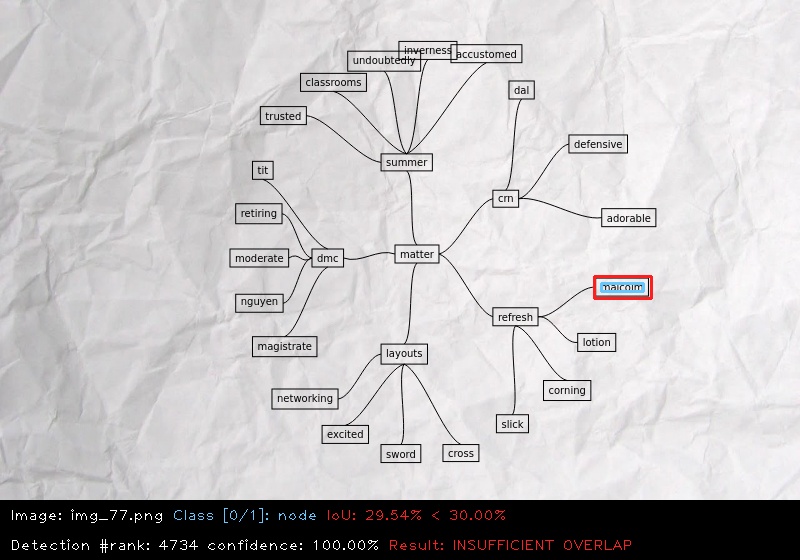 inverness
undoubtedly
accustomed
classrooms
dal
trusted
defensive
summer
tit
crn
retiring
adorable
matter
moderate
dmc
malcolm
nguyen
refresh
lotion
magistrate
layouts
corning
networking
slick
excited
sword
cross
Image: img_77.png Class [0/1]: node IoU: 29.54% < 30.00%
Detection #rank: 4734 confidence: 100.00% Result: INSUFFICIENT OVERLAP